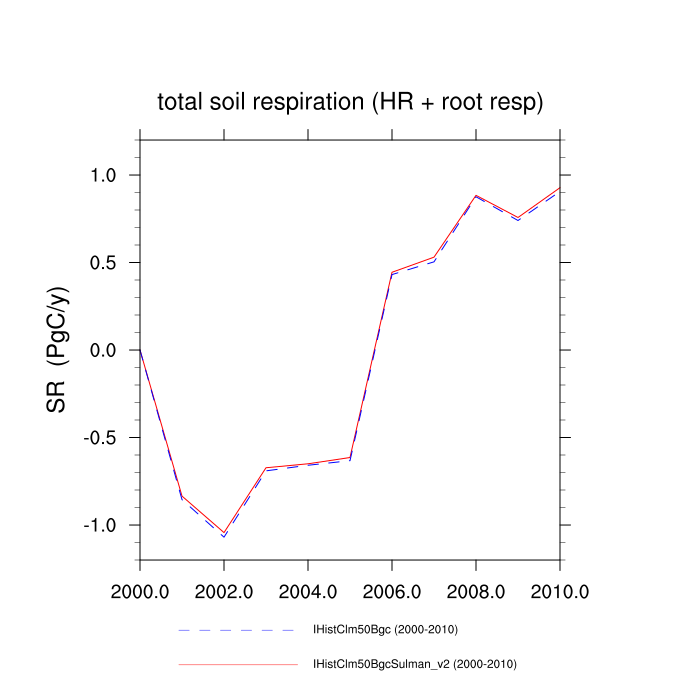 total soil respiration (HR + root resp)
SR (PgC/y)
1.0
0.5
0.0
-0.5
-1.0
2000.0 2002.0 2004.0 2006.0 2008.0 2010.0
IHistClm50Bgc (2000-2010)
IHistClm50BgcSulman_v2 (2000-2010)